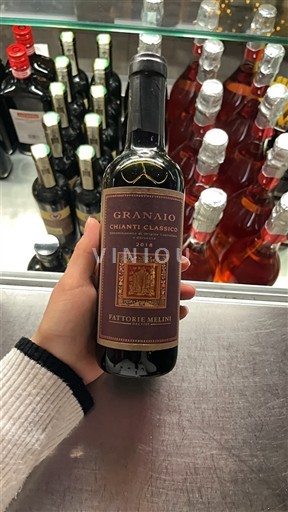 GRANAIO
CHIANTI CLASSICO
2018
VINIOU
FATTORIE MELINI